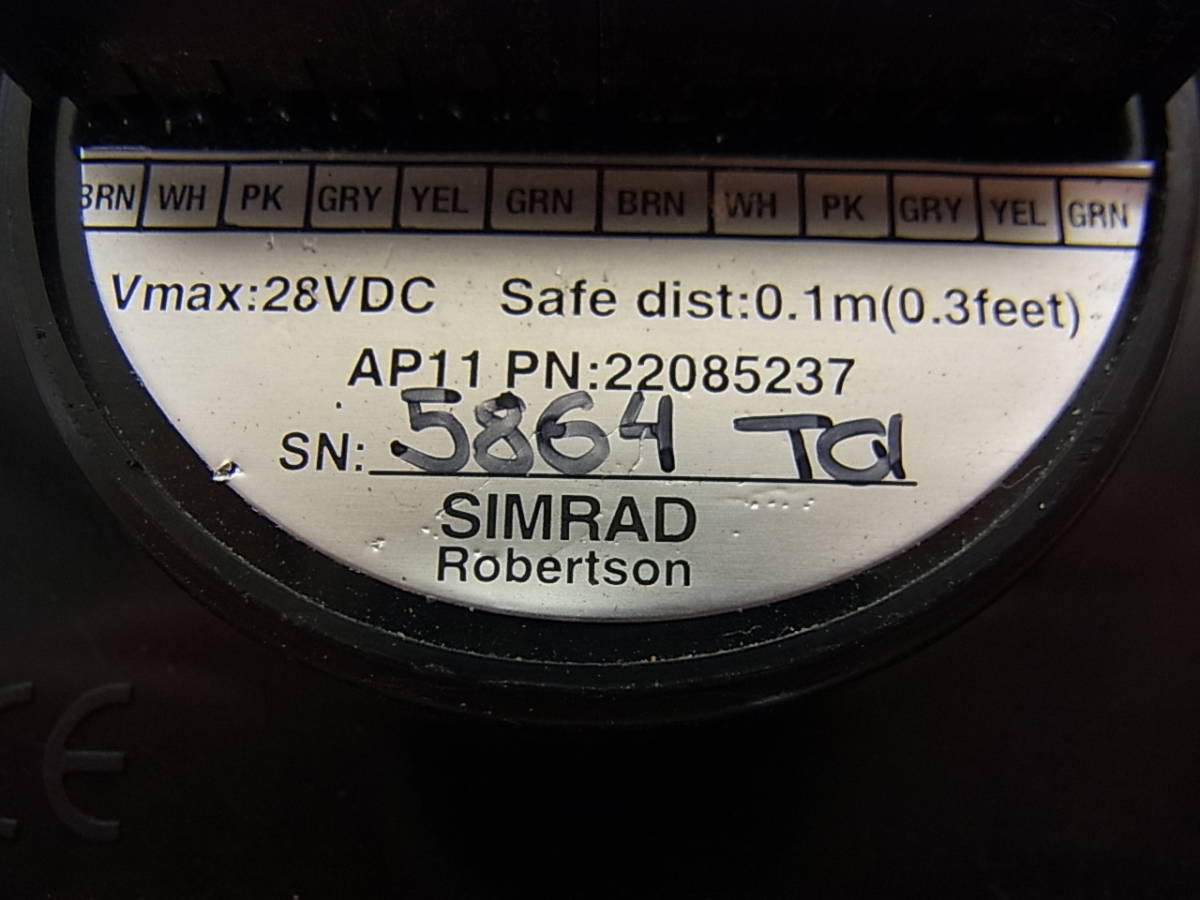 BRN WH PK GRY YEL GRN BRN WH PK GRY YEL GRN
Vmax:28VDC Safe dist:0.1m(0.3feet)
AP11 PN:22085237
SN: 5864 TA
SIMRAD
Robertson
CE